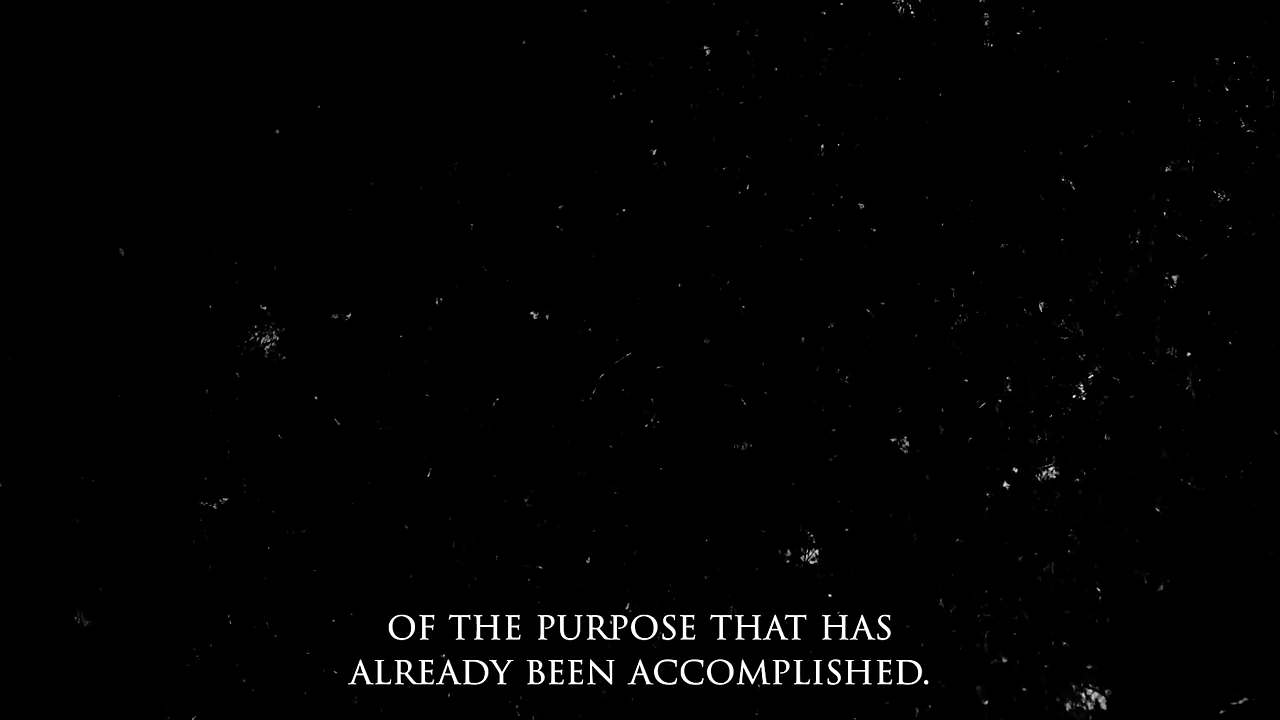 OF THE PURPOSE THAT HAS
ALREADY BEEN ACCOMPLISHED.